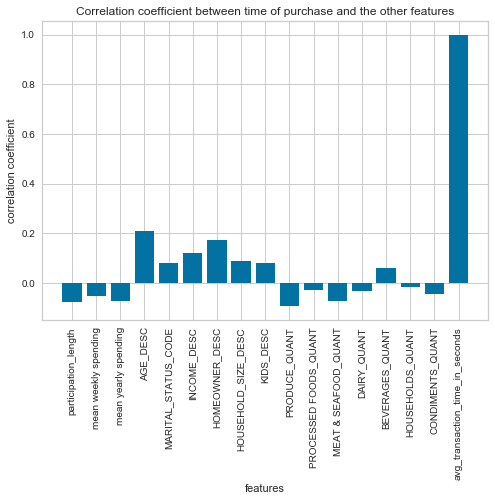 Correlation coefficient between time of purchase and the other features
correlation coefficient
1.0
0.8
0.6
0.4
0.2
0.0
participation_length
mean weekly spending
mean yearly spending
AGE_DESC
MARITAL_STATUS_CODE
INCOME_DESC
HOMEOWNER_DESC
HOUSEHOLD_SIZE_DESC
KIDS_DESC
PRODUCE_QUANT
PROCESSED FOODS_QUANT
MEAT & SEAFOOD_QUANT
DAIRY_QUANT
BEVERAGES_QUANT
HOUSEHOLDS_QUANT
CONDIMENTS_QUANT
avg_transaction_time_in_seconds
features